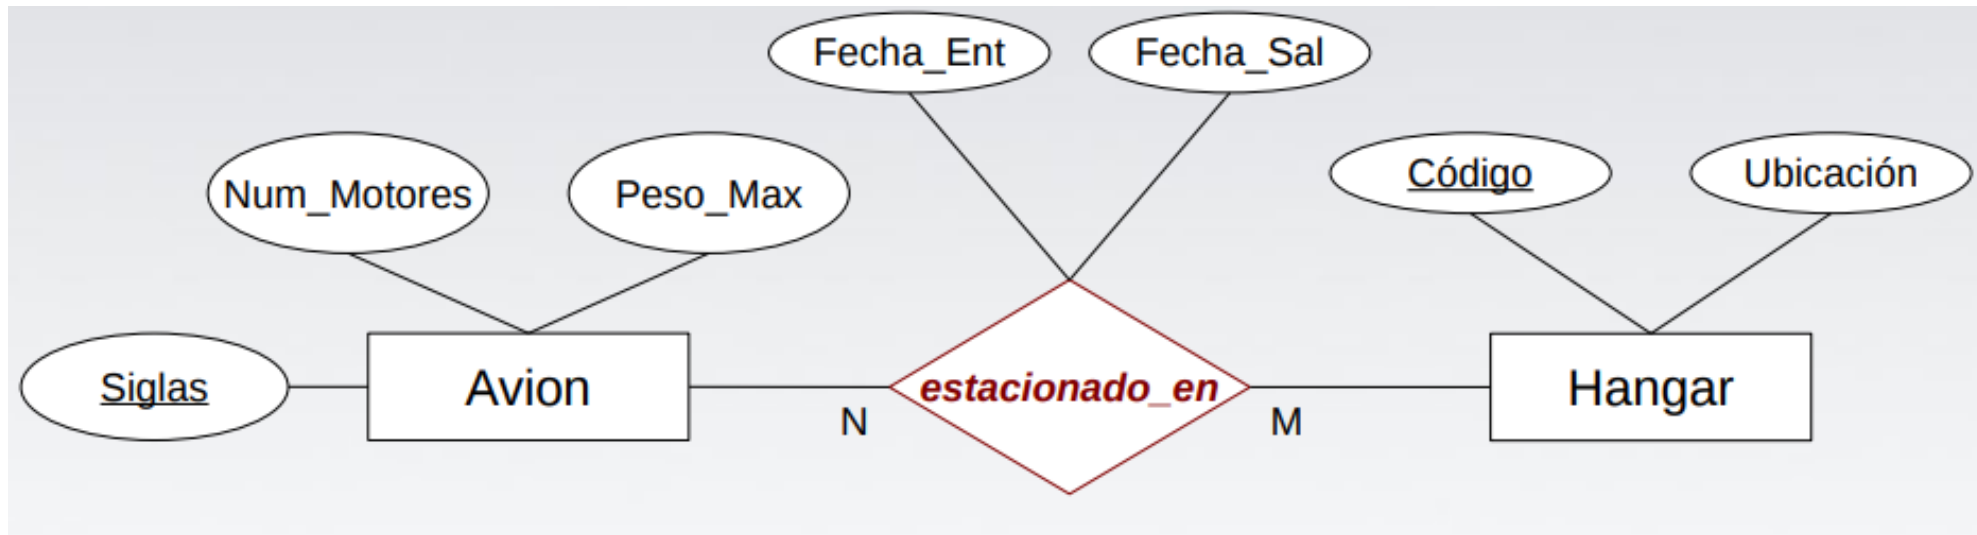 Fecha_Ent
Fecha_Sal
Num_Motores
Peso_Max
Código
Ubicación
Siglas
Avion
estacionado_en
Hangar
N
M